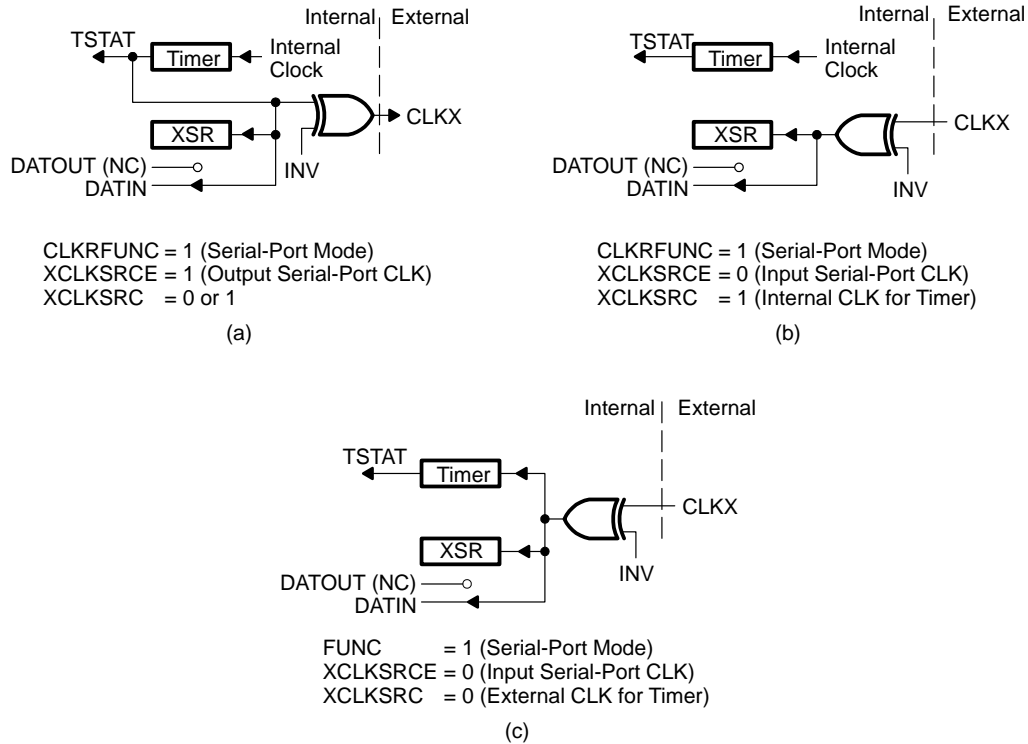 Internal External
TSTAT
Timer
Internal
Clock
CLKX
XSR
INV
DATOUT (NC)
DATIN
CLKRFUNC = 1 (Serial-Port Mode)
XCLKSRCE = 1 (Output Serial-Port CLK)
XCLKSRC = 0 or 1
(a)
Internal External
TSTAT
Timer
Internal
Clock
XSR
CLKX
DATOUT (NC)
DATIN
INV
CLKRFUNC = 1 (Serial-Port Mode)
XCLKSRCE = 0 (Input Serial-Port CLK)
XCLKSRC = 1 (Internal CLK for Timer)
(b)
Internal External
TSTAT
Timer
CLKX
XSR
INV
DATOUT (NC)
DATIN
FUNC = 1 (Serial-Port Mode)
XCLKSRCE = 0 (Input Serial-Port CLK)
XCLKSRC = 0 (External CLK for Timer)
(c)